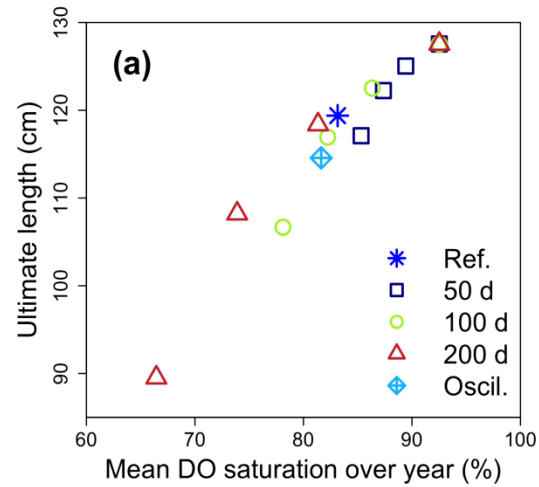 (a)
Ultimate length (cm)
130
120
110
100
90
Ref.
50 d
100 d
200 d
Oscil.
60 70 80 90 100
Mean DO saturation over year (%)